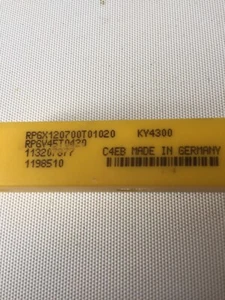 RPGX120700T01020 KY4300
RPGV45T0420
1198510 C4EB MADE IN GERMANY